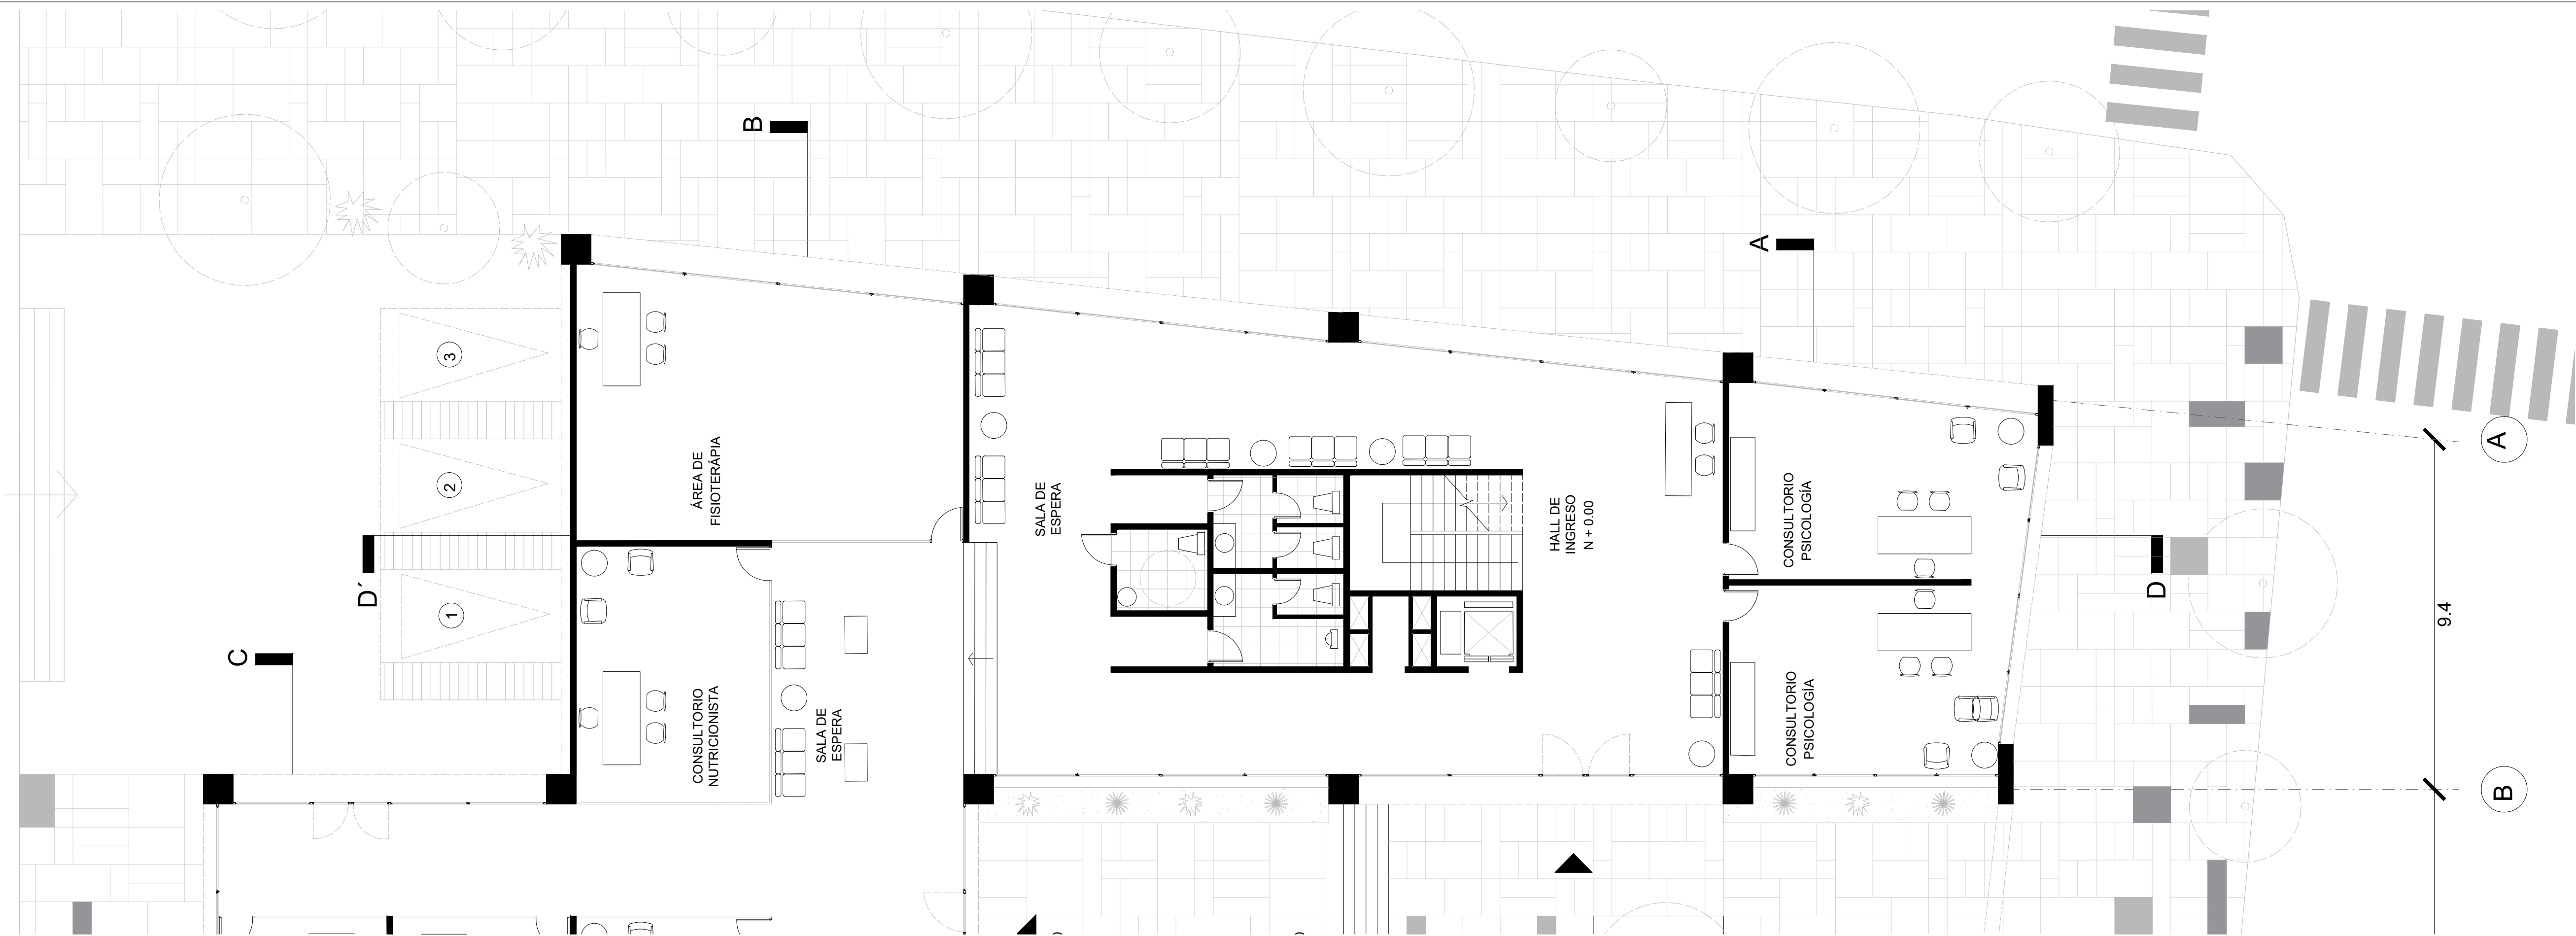 B
A
3
2
1
D´
C
ÁREA DE
FISIOTERÁPIA
CONSULTORIO
NUTRICIONISTA
SALA DE
ESPERA
SALA DE
ESPERA
HALL DE
INGRESO
N + 0.00
CONSULTORIO
PSICOLOGÍA
CONSULTORIO
PSICOLOGÍA
D
A
9.4
B